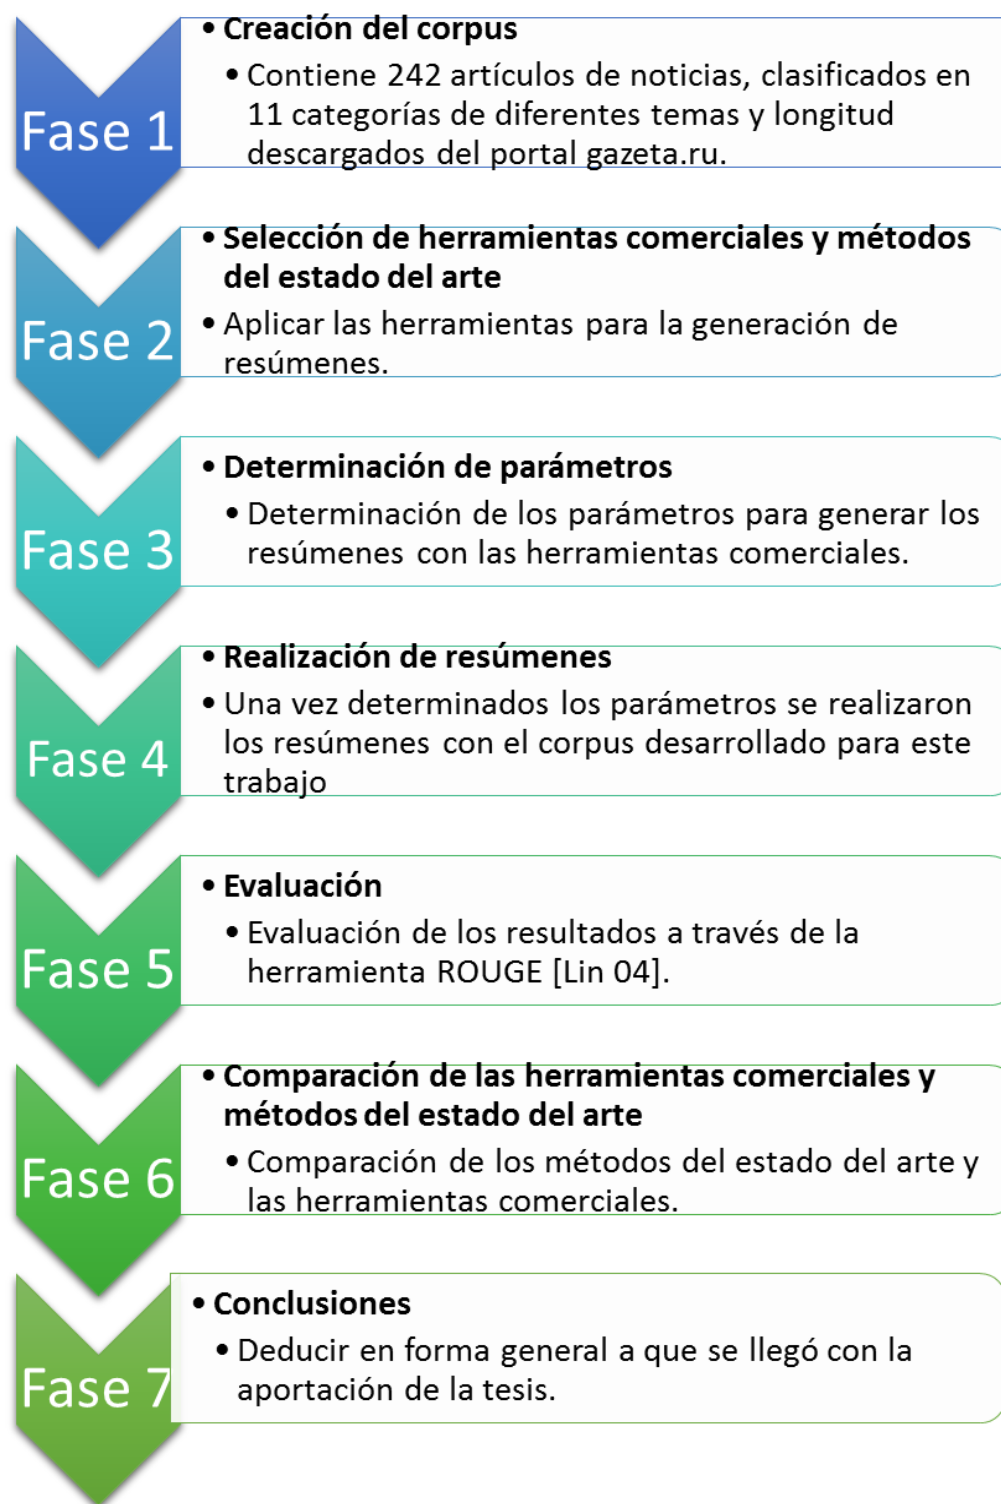 Fase 1
• Creación del corpus
• Contiene 242 artículos de noticias, clasificados en
11 categorías de diferentes temas y longitud
descargados del portal gazeta.ru.
Fase 2
• Selección de herramientas comerciales y métodos
del estado del arte
• Aplicar las herramientas para la generación de
resúmenes.
Fase 3
• Determinación de parámetros
• Determinación de los parámetros para generar los
resúmenes con las herramientas comerciales.
Fase 4
• Realización de resúmenes
• Una vez determinados los parámetros se realizaron
los resúmenes con el corpus desarrollado para este
trabajo
Fase 5
• Evaluación
• Evaluación de los resultados a través de la
herramienta ROUGE [Lin 04].
Fase 6
• Comparación de las herramientas comerciales y
métodos del estado del arte
• Comparación de los métodos del estado del arte y
las herramientas comerciales.
Fase 7
• Conclusiones
• Deducir en forma general a que se llegó con la
aportación de la tesis.